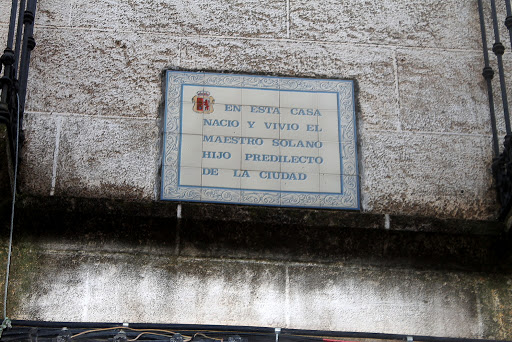 EN ESTA CASA
NACIO Y VIVIO EL
MAESTRO SOLANO
HIJO PREDILECTO
DE LA CIUDAD